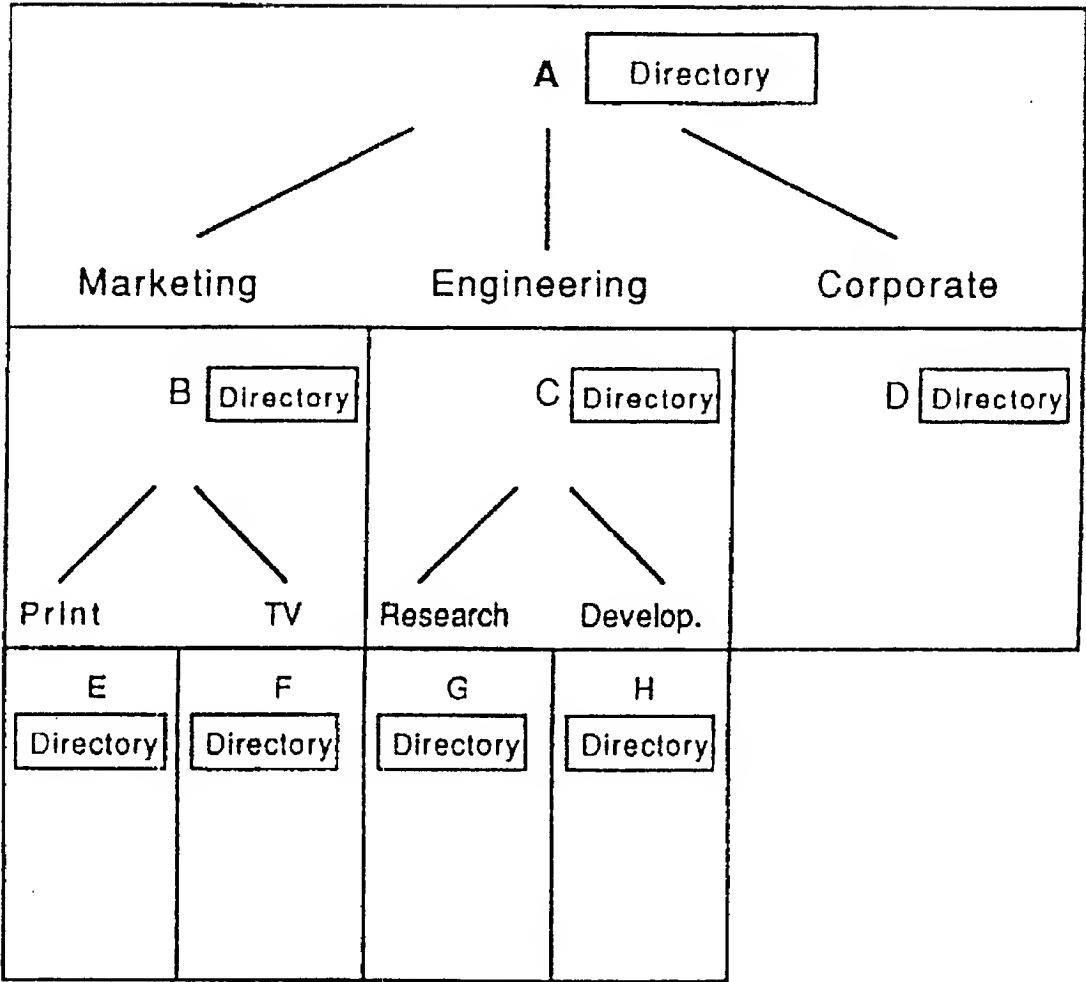 A Directory
Marketing Engineering Corporate
B Directory C Directory D Directory
Print TV Research Develop.
E F G H
Directory Directory Directory Directory